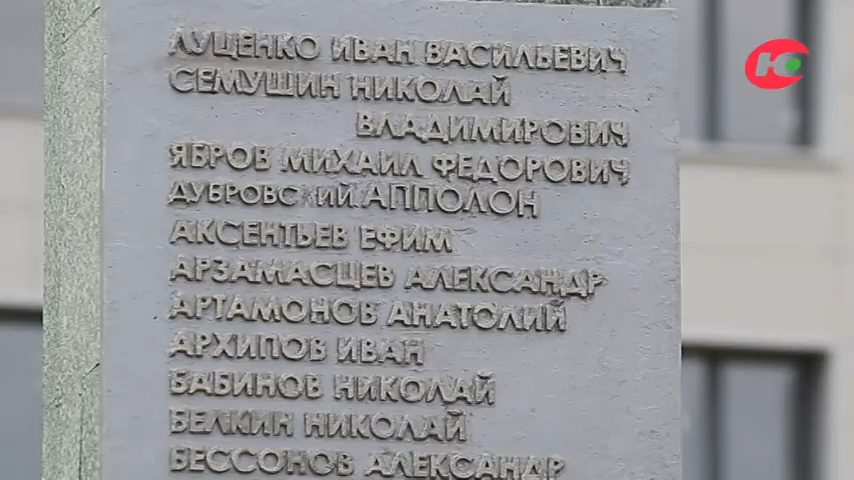 ЛУЦЕНКО ИВАН ВАСИЛЬЕВИЧ
СЕМУШИН НИКОЛАЙ
ВЛАДИМИРОВИЧ
ЯБРОВ МИХАИЛ ФЕДОРОВИЧ
ДУБРОВСКИЙ АППОЛОН
АКСЕНТЬЕВ ЕФИМ
АРЗАМАСЦЕВ АЛЕКСАНДР
АРТАМОНОВ АНАТОЛИЙ
АРХИПОВ ИВАН
БАБИНОВ НИКОЛАЙ
БЕЛКИН НИКОЛАЙ
БЕССОНОВ АЛЕКСАНДР
Ю